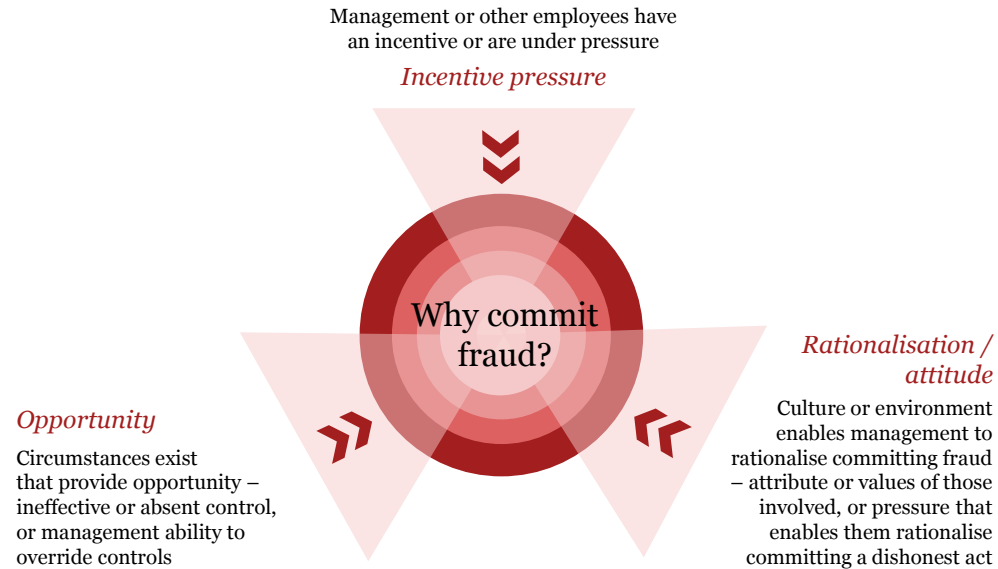 Management or other employees have
an incentive or are under pressure
Incentive pressure
Why commit
fraud?
Opportunity
Circumstances exist
that provide opportunity –
ineffective or absent control,
or management ability to
override controls
Rationalisation /
attitude
Culture or environment
enables management to
rationalise committing fraud
– attribute or values of those
involved, or pressure that
enables them rationalise
committing a dishonest act